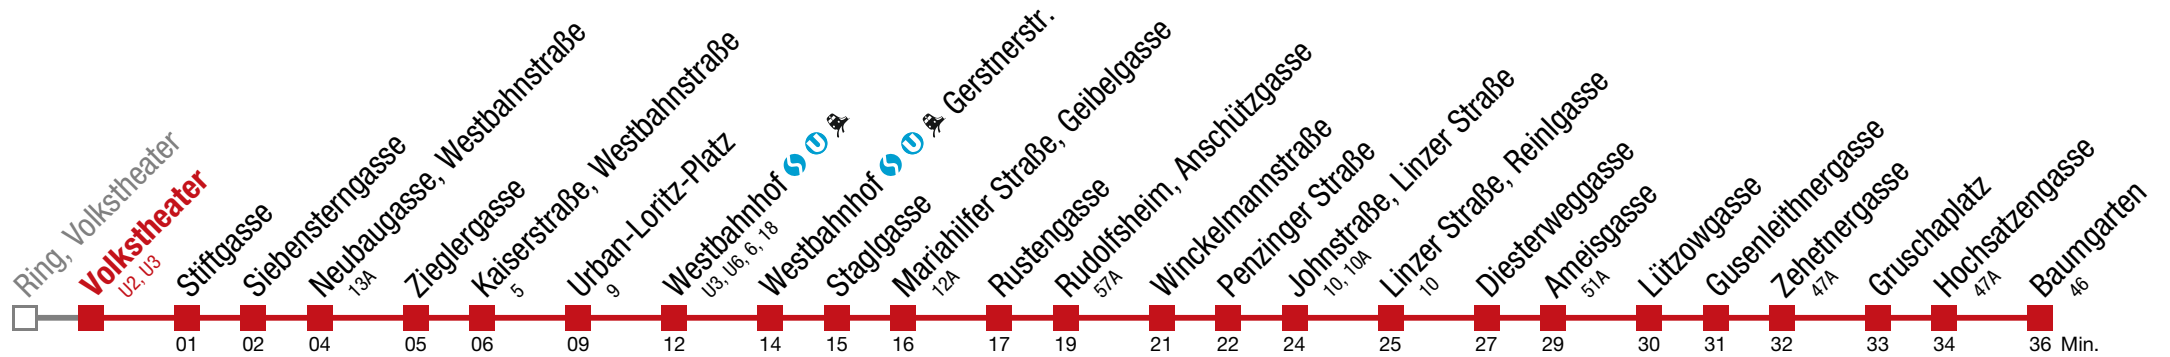 Ring, Volkstheater
Volkstheater
U2, U3
Stiftgasse
Siebensterngasse
Neubaugasse, Westbahnstraße
13A
Zieglergasse
Kaiserstraße, Westbahnstraße
5
Urban-Loritz-Platz
9
Westbahnhof S U
U3, U6, 6, 18
Westbahnhof S U Gerstnerstr.
Staglgasse
Mariahilfer Straße, Geibelgasse
12A
Rustengasse
Rudolfsheim, Anschützgasse
57A
Winckelmannstraße
Penzinger Straße
Johnstraße, Linzer Straße
10, 10A
Linzer Straße, Reinlgasse
10
Diesterweggasse
Ameisgasse
51A
Lützowgasse
Gusenleithnergasse
Zehetnergasse
47A
Gruschaplatz
Hochsatzengasse
47A
Baumgarten
46
01 02 04 05 06 09 12 14 15 16 17 19 21 22 24 25 27 29 30 31 32 33 34 36 Min.